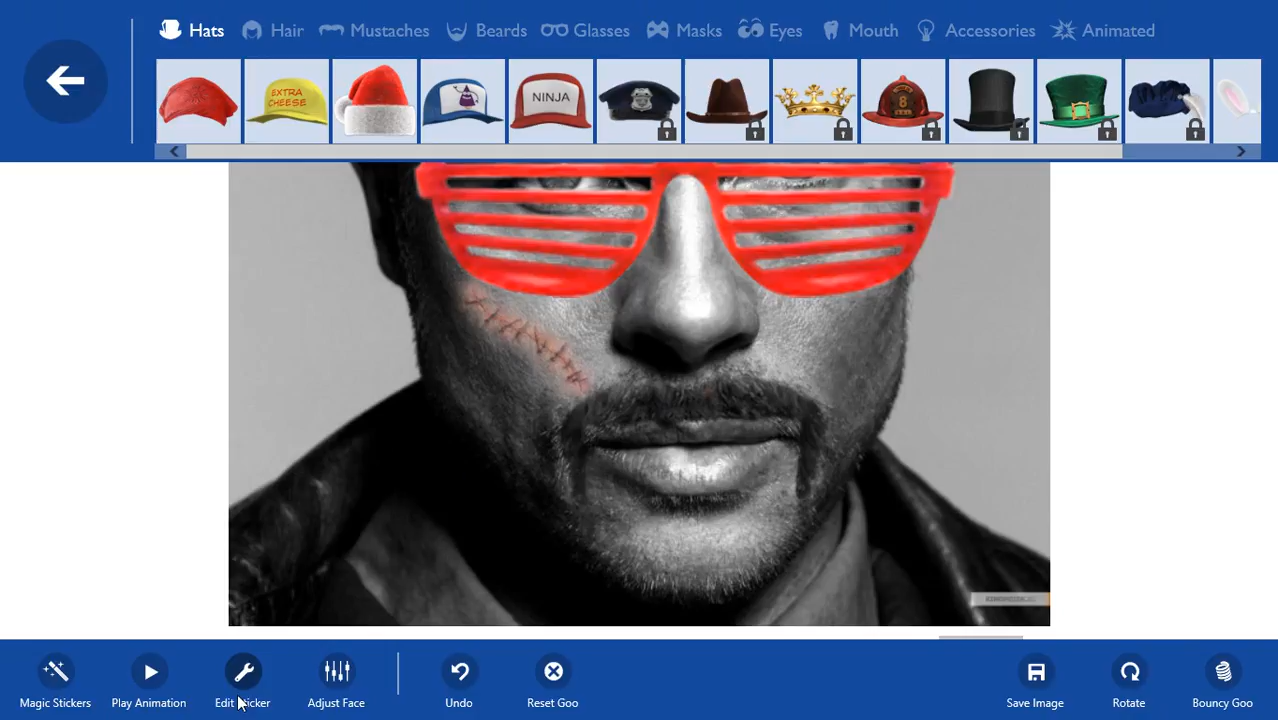 Hats Hair Mustaches Beards Glasses Masks Eyes Mouth Accessories Animated
EXTRA
CHEESE
NINJA
8
Magic Stickers Play Animation Edit Sticker Adjust Face Undo Reset Goo Save Image Rotate Bouncy Goo